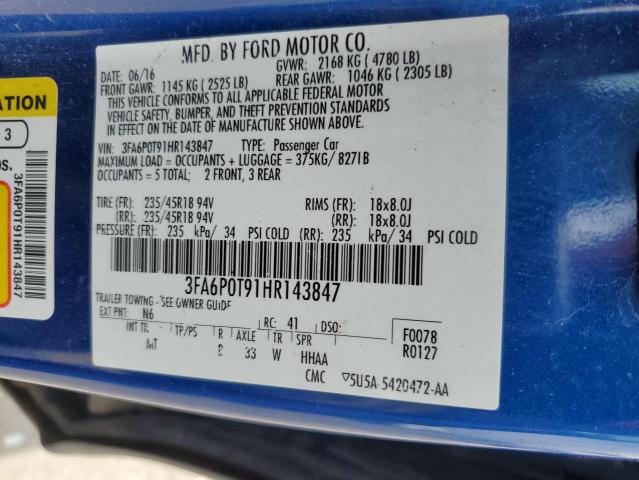 MFD. BY FORD MOTOR CO.
DATE: 06/16 GVWR: 2168 KG ( 4780 LB)
FRONT GAWR: 1145 KG ( 2525 LB) REAR GAWR: 1046 KG ( 2305 LB)
THIS VEHICLE CONFORMS TO ALL APPLICABLE FEDERAL MOTOR
VEHICLE SAFETY, BUMPER, AND THEFT PREVENTION STANDARDS
IN EFFECT ON THE DATE OF MANUFACTURE SHOWN ABOVE.
VIN: 3FA6P0T91HR143847 TYPE: Passenger Car
MAXIMUM LOAD = OCCUPANTS + LUGGAGE = 375KG/ 827lB
OCCUPANTS = 5 TOTAL; 2 FRONT, 3 REAR
TIRE (FR): 235/45R18 94V RIMS (FR): 18x8.0J
(RR): 235/45R18 94V (RR): 18x8.0J
PRESSURE (FR): 235 kPa/ 34 PSI COLD (RR): 235 kPa/ 34 PSI COLD
3FA6P0T91HR143847
TRAILER TOWING - SEE OWNER GUIDE
EXT PNT: N6 RC: 41 DSO: F0078
INT TR TP/PS R AXLE TR SPR R0127
MT 33 W HHAA
CMC 5U5A-5420472-AA
ATION
3
OS.
3FA6P0T91HR143847